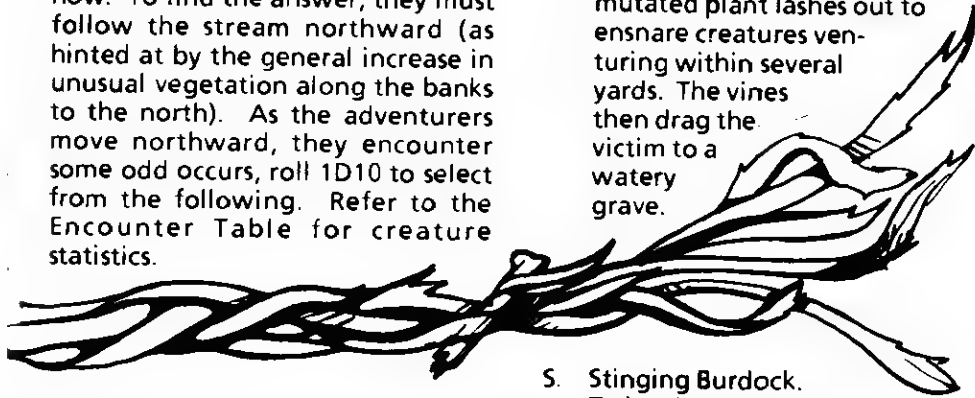 now. To find the answer, they must
follow the stream northward (as
hinted at by the general increase in
unusual vegetation along the banks
to the north). As the adventurers
move northward, they encounter
some odd occurs, roll 1D10 to select
from the following. Refer to the
Encounter Table for creature
statistics.
mutated plant lashes out to
ensnare creatures ven-
turing within several
yards. The vines
then drag the
victim to a
watery
grave.
S. Stinging Burdock.